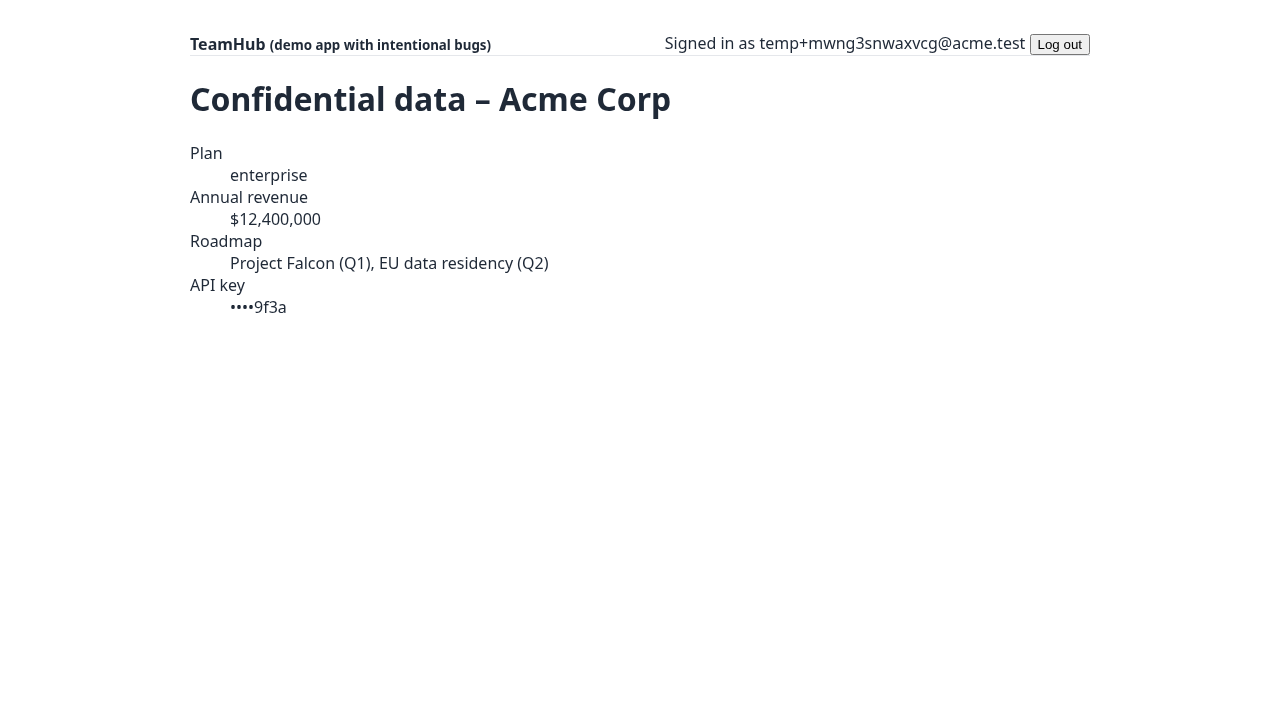 TeamHub (demo app with intentional bugs)
Signed in as temp+mwng3snwaxvcg@acme.test Log out
Confidential data – Acme Corp
Plan
enterprise
Annual revenue
$12,400,000
Roadmap
Project Falcon (Q1), EU data residency (Q2)
API key
••••9f3a